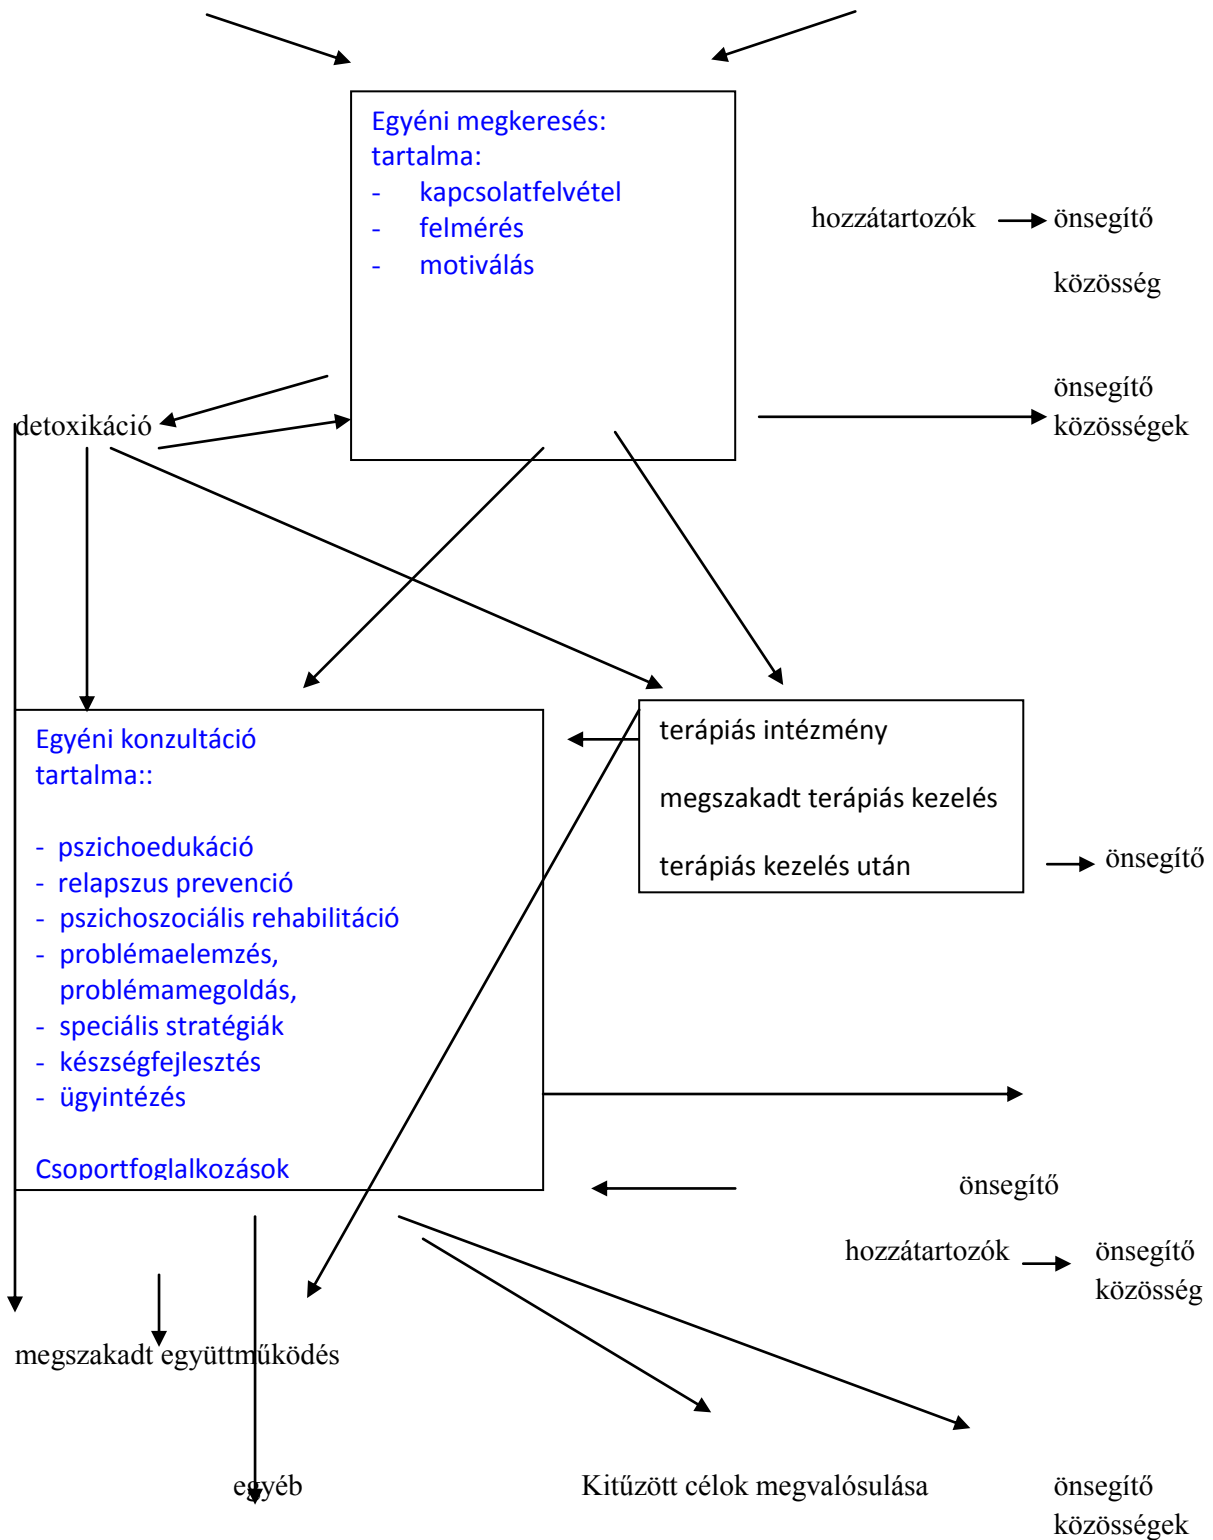 Egyéni megkeresés:
tartalma:
- kapcsolatfelvétel
- felmérés
- motiválás
hozzátartozók
önsegítő
közösség
önsegítő
közösségek
detoxikáció
Egyéni konzultáció
tartalma::
- pszichoedukáció
- relapszus prevenció
- pszichoszociális rehabilitáció
- problémaelemzés,
problémamegoldás,
- speciális stratégiák
- készségfejlesztés
- ügyintézés
Csoportfoglalkozások
terápiás intézmény
megszakadt terápiás kezelés
terápiás kezelés után
önsegítő
önsegítő
hozzátartozók
önsegítő
közösség
megszakadt együttműködés
egyéb
Kitűzött célok megvalósulása
önsegítő
közösségek